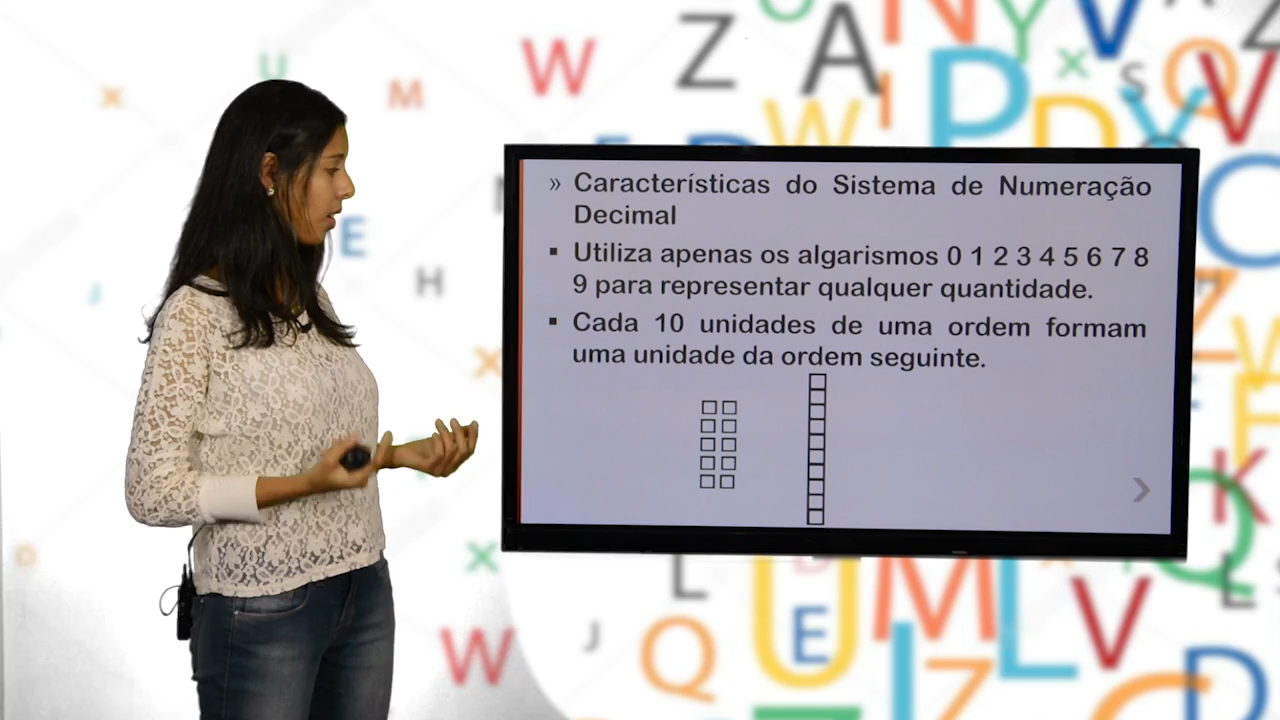 » Características do Sistema de Numeração
Decimal
▪ Utiliza apenas os algarismos 0 1 2 3 4 5 6 7 8
9 para representar qualquer quantidade.
▪ Cada 10 unidades de uma ordem formam
uma unidade da ordem seguinte.